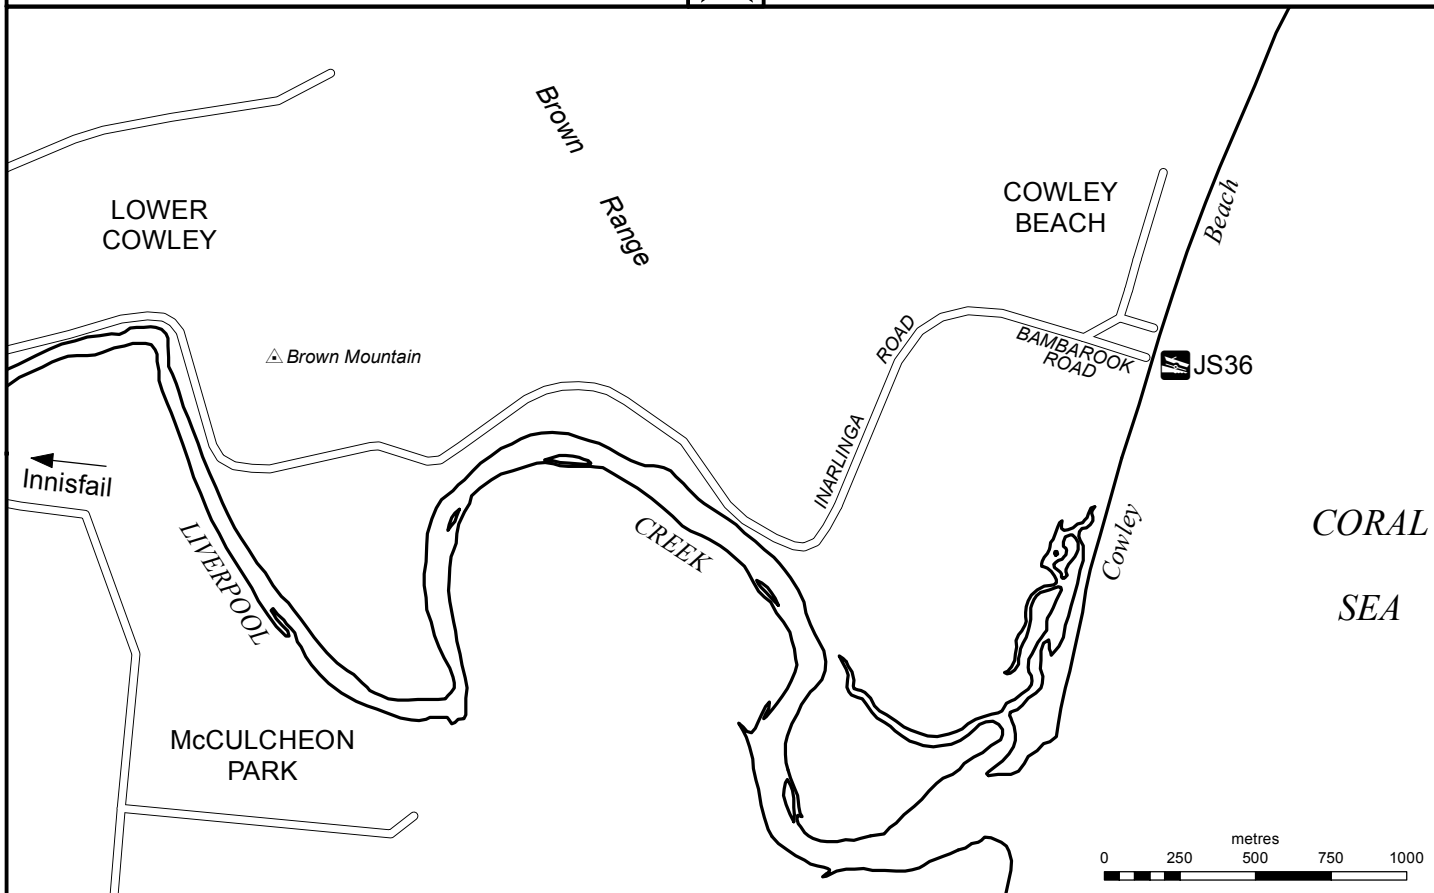 Brown
Range
LOWER
COWLEY
COWLEY
BEACH
Beach
Brown Mountain
ROAD
BAMBAROOK
ROAD
JS36
INARLINGA
Innisfail
LIVERPOOL
CREEK
Cowley
CORAL
SEA
McCULCHEON
PARK
metres
0 250 500 750 1000